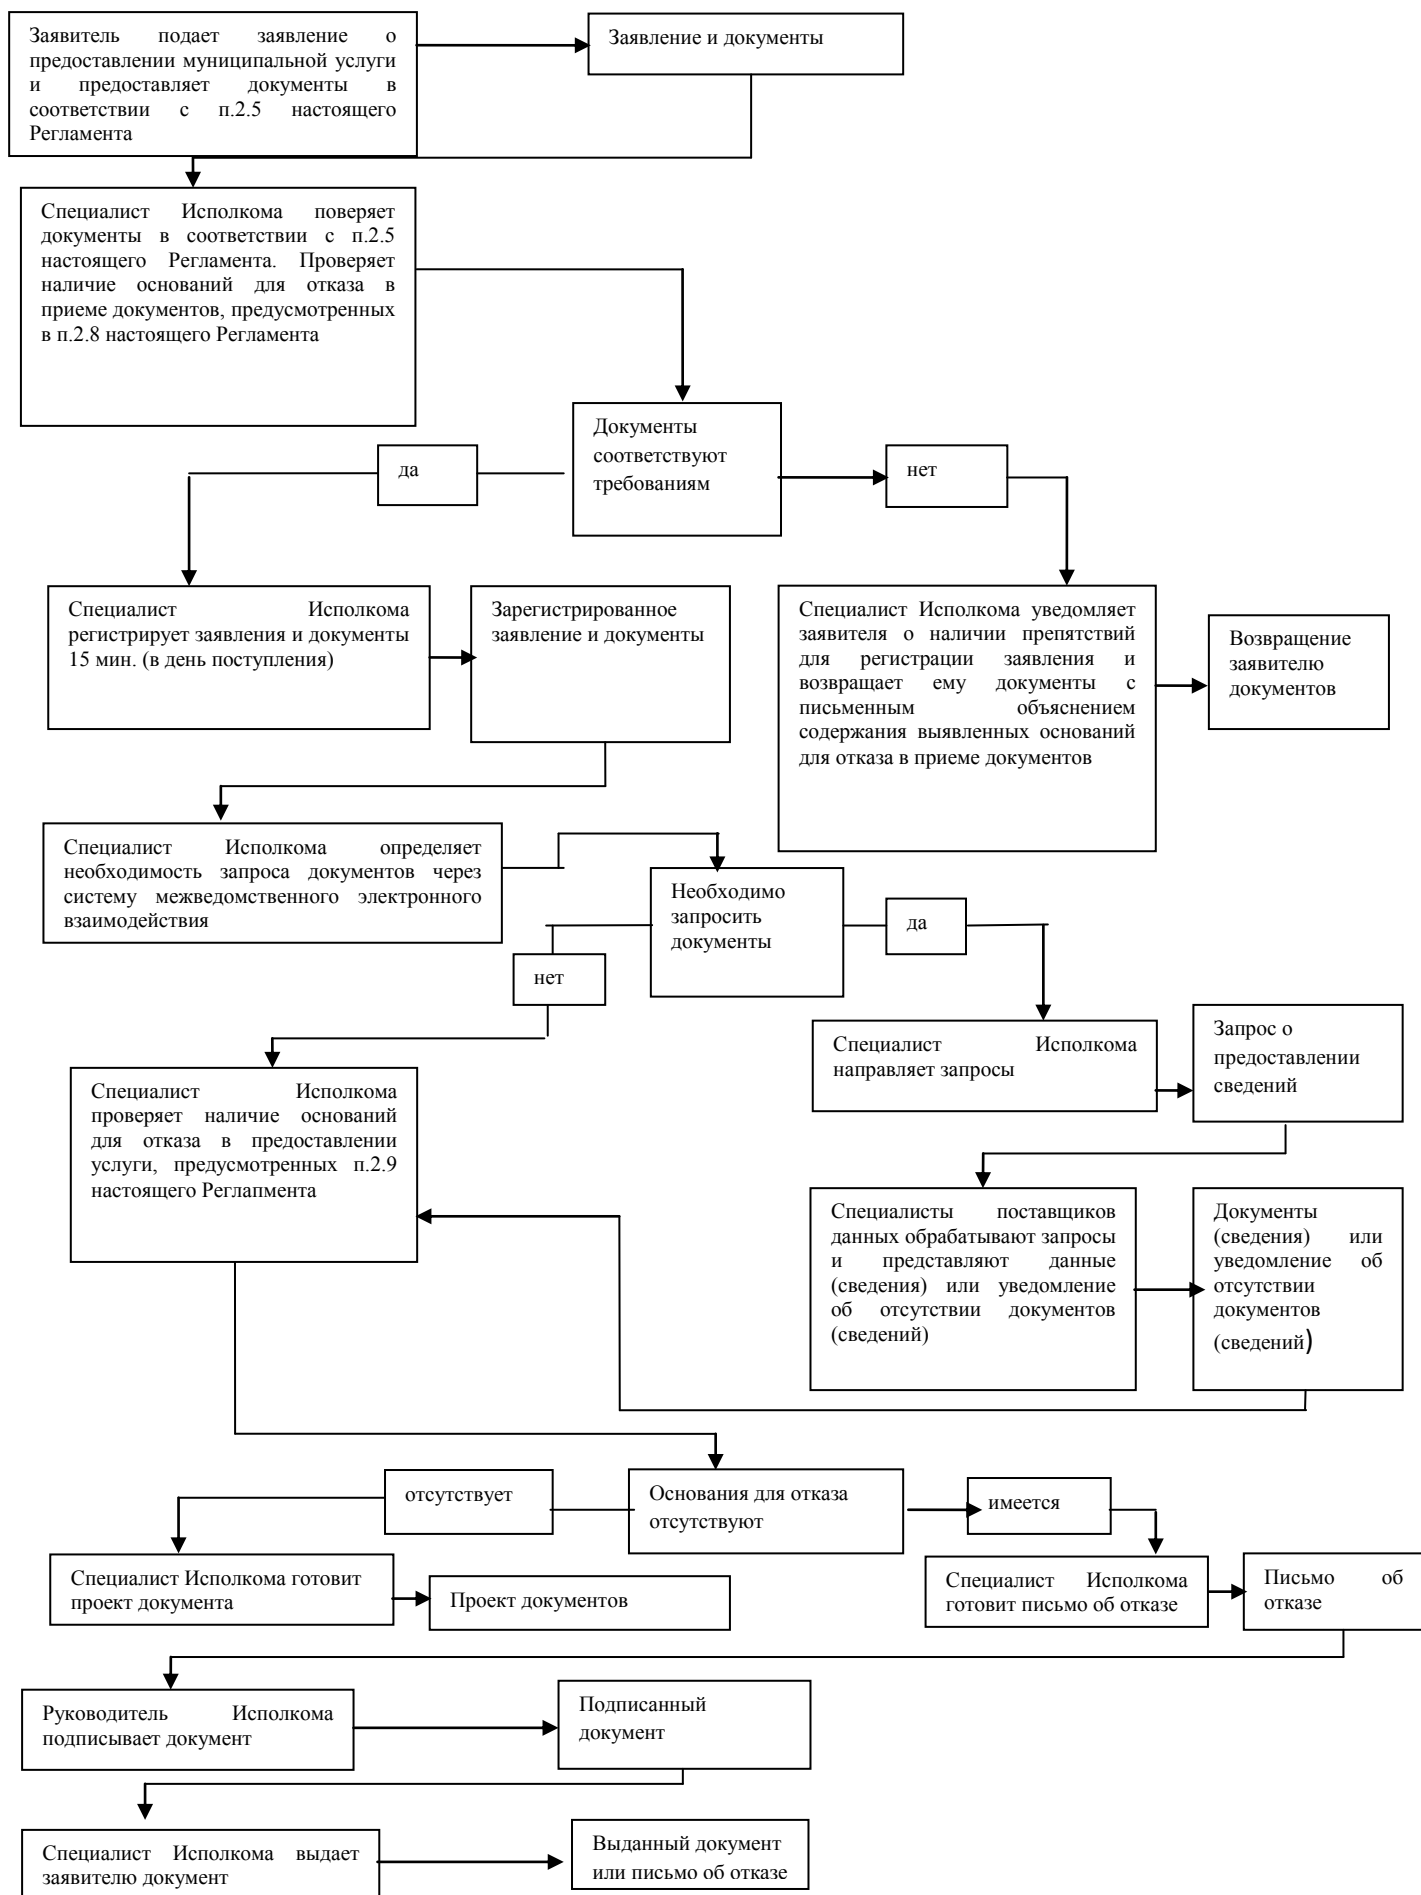 Заявитель подает заявление о
предоставлении муниципальной услуги
и предоставляет документы в
соответствии с п.2.5 настоящего
Регламента
Заявление и документы
Специалист Исполкома поверяет
документы в соответствии с п.2.5
настоящего Регламента. Проверяет
наличие оснований для отказа в
приеме документов, предусмотренных
в п.2.8 настоящего Регламента
Документы
соответствуют
требованиям
да
нет
Специалист Исполкома
регистрирует заявления и документы
15 мин. (в день поступления)
Зарегистрированное
заявление и документы
Специалист Исполкома уведомляет
заявителя о наличии препятствий
для регистрации заявления и
возвращает ему документы с
письменным объяснением
содержания выявленных оснований
для отказа в приеме документов
Возвращение
заявителю
документов
Специалист Исполкома определяет
необходимость запроса документов через
систему межведомственного электронного
взаимодействия
Необходимо
запросить
документы
да
нет
Специалист Исполкома
направляет запросы
Запрос о
предоставлении
сведений
Специалист Исполкома
проверяет наличие оснований
для отказа в предоставлении
услуги, предусмотренных п.2.9
настоящего Реглапмента
Специалисты поставщиков
данных обрабатывают запросы
и представляют данные
(сведения) или уведомление
об отсутствии документов
(сведений)
Документы
(сведения) или
уведомление об
отсутствии
документов
(сведений)
отсутствует
Основания для отказа
отсутствуют
имеется
Специалист Исполкома готовит
проект документа
Проект документов
Специалист Исполкома
готовит письмо об отказе
Письмо об
отказе
Руководитель Исполкома
подписывает документ
Подписанный
документ
Специалист Исполкома выдает
заявителю документ
Выданный документ
или письмо об отказе